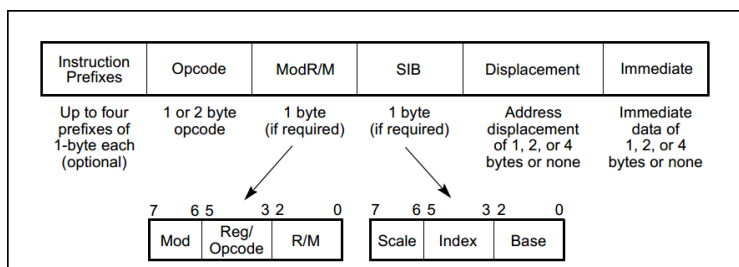 Instruction Prefixes Opcode ModR/M SIB Displacement Immediate
Up to four prefixes of 1-byte each (optional)
1 or 2 byte opcode
1 byte (if required)
1 byte (if required)
Address displacement of 1, 2, or 4 bytes or none
Immediate data of 1, 2, or 4 bytes or none
7 6 5 3 2 0
Mod Reg/Opcode R/M
7 6 5 3 2 0
Scale Index Base